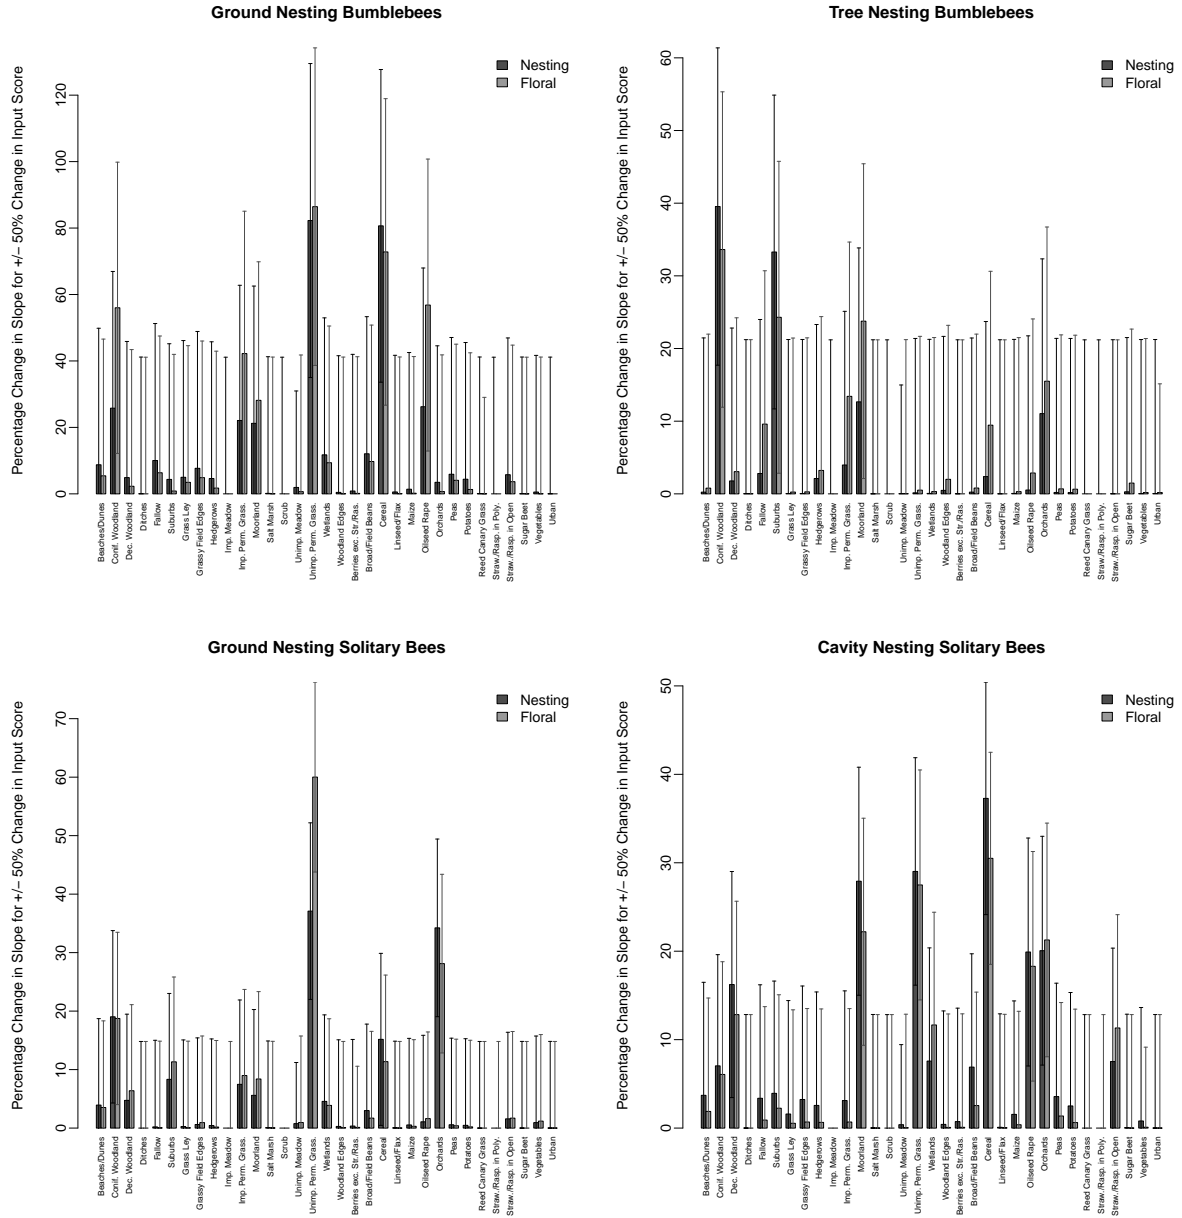 Ground Nesting Bumblebees
Percentage Change in Slope for +/− 50% Change in Input Score
0
20
40
60
80
100
120
Nesting
Floral
Beaches/Dunes
Conif. Woodland
Dec. Woodland
Ditches
Fallow
Suburbs
Grass Ley
Grassy Field Edges
Hedgerows
Imp. Meadow
Imp. Perm. Grass.
Moorland
Salt Marsh
Scrub
Unimp. Meadow
Unimp. Perm. Grass.
Wetlands
Woodland Edges
Berries exc. Str./Ras.
Broad/Field Beans
Cereal
Linseed/Flax
Maize
Oilseed Rape
Orchards
Peas
Potatoes
Reed Canary Grass
Straw./Rasp. in Poly.
Straw./Rasp. in Open
Sugar Beet
Vegetables
Urban
Tree Nesting Bumblebees
Percentage Change in Slope for +/− 50% Change in Input Score
0
10
20
30
40
50
60
Nesting
Floral
Beaches/Dunes
Conif. Woodland
Dec. Woodland
Ditches
Fallow
Suburbs
Grass Ley
Grassy Field Edges
Hedgerows
Imp. Meadow
Imp. Perm. Grass.
Moorland
Salt Marsh
Scrub
Unimp. Meadow
Unimp. Perm. Grass.
Wetlands
Woodland Edges
Berries exc. Str./Ras.
Broad/Field Beans
Cereal
Linseed/Flax
Maize
Oilseed Rape
Orchards
Peas
Potatoes
Reed Canary Grass
Straw./Rasp. in Poly.
Straw./Rasp. in Open
Sugar Beet
Vegetables
Urban
Ground Nesting Solitary Bees
Percentage Change in Slope for +/− 50% Change in Input Score
0
10
20
30
40
50
60
70
Nesting
Floral
Beaches/Dunes
Conif. Woodland
Dec. Woodland
Ditches
Fallow
Suburbs
Grass Ley
Grassy Field Edges
Hedgerows
Imp. Meadow
Imp. Perm. Grass.
Moorland
Salt Marsh
Scrub
Unimp. Meadow
Unimp. Perm. Grass.
Wetlands
Woodland Edges
Berries exc. Str./Ras.
Broad/Field Beans
Cereal
Linseed/Flax
Maize
Oilseed Rape
Orchards
Peas
Potatoes
Reed Canary Grass
Straw./Rasp. in Poly.
Straw./Rasp. in Open
Sugar Beet
Vegetables
Urban
Cavity Nesting Solitary Bees
Percentage Change in Slope for +/− 50% Change in Input Score
0
10
20
30
40
50
Nesting
Floral
Beaches/Dunes
Conif. Woodland
Dec. Woodland
Ditches
Fallow
Suburbs
Grass Ley
Grassy Field Edges
Hedgerows
Imp. Meadow
Imp. Perm. Grass.
Moorland
Salt Marsh
Scrub
Unimp. Meadow
Unimp. Perm. Grass.
Wetlands
Woodland Edges
Berries exc. Str./Ras.
Broad/Field Beans
Cereal
Linseed/Flax
Maize
Oilseed Rape
Orchards
Peas
Potatoes
Reed Canary Grass
Straw./Rasp. in Poly.
Straw./Rasp. in Open
Sugar Beet
Vegetables
Urban